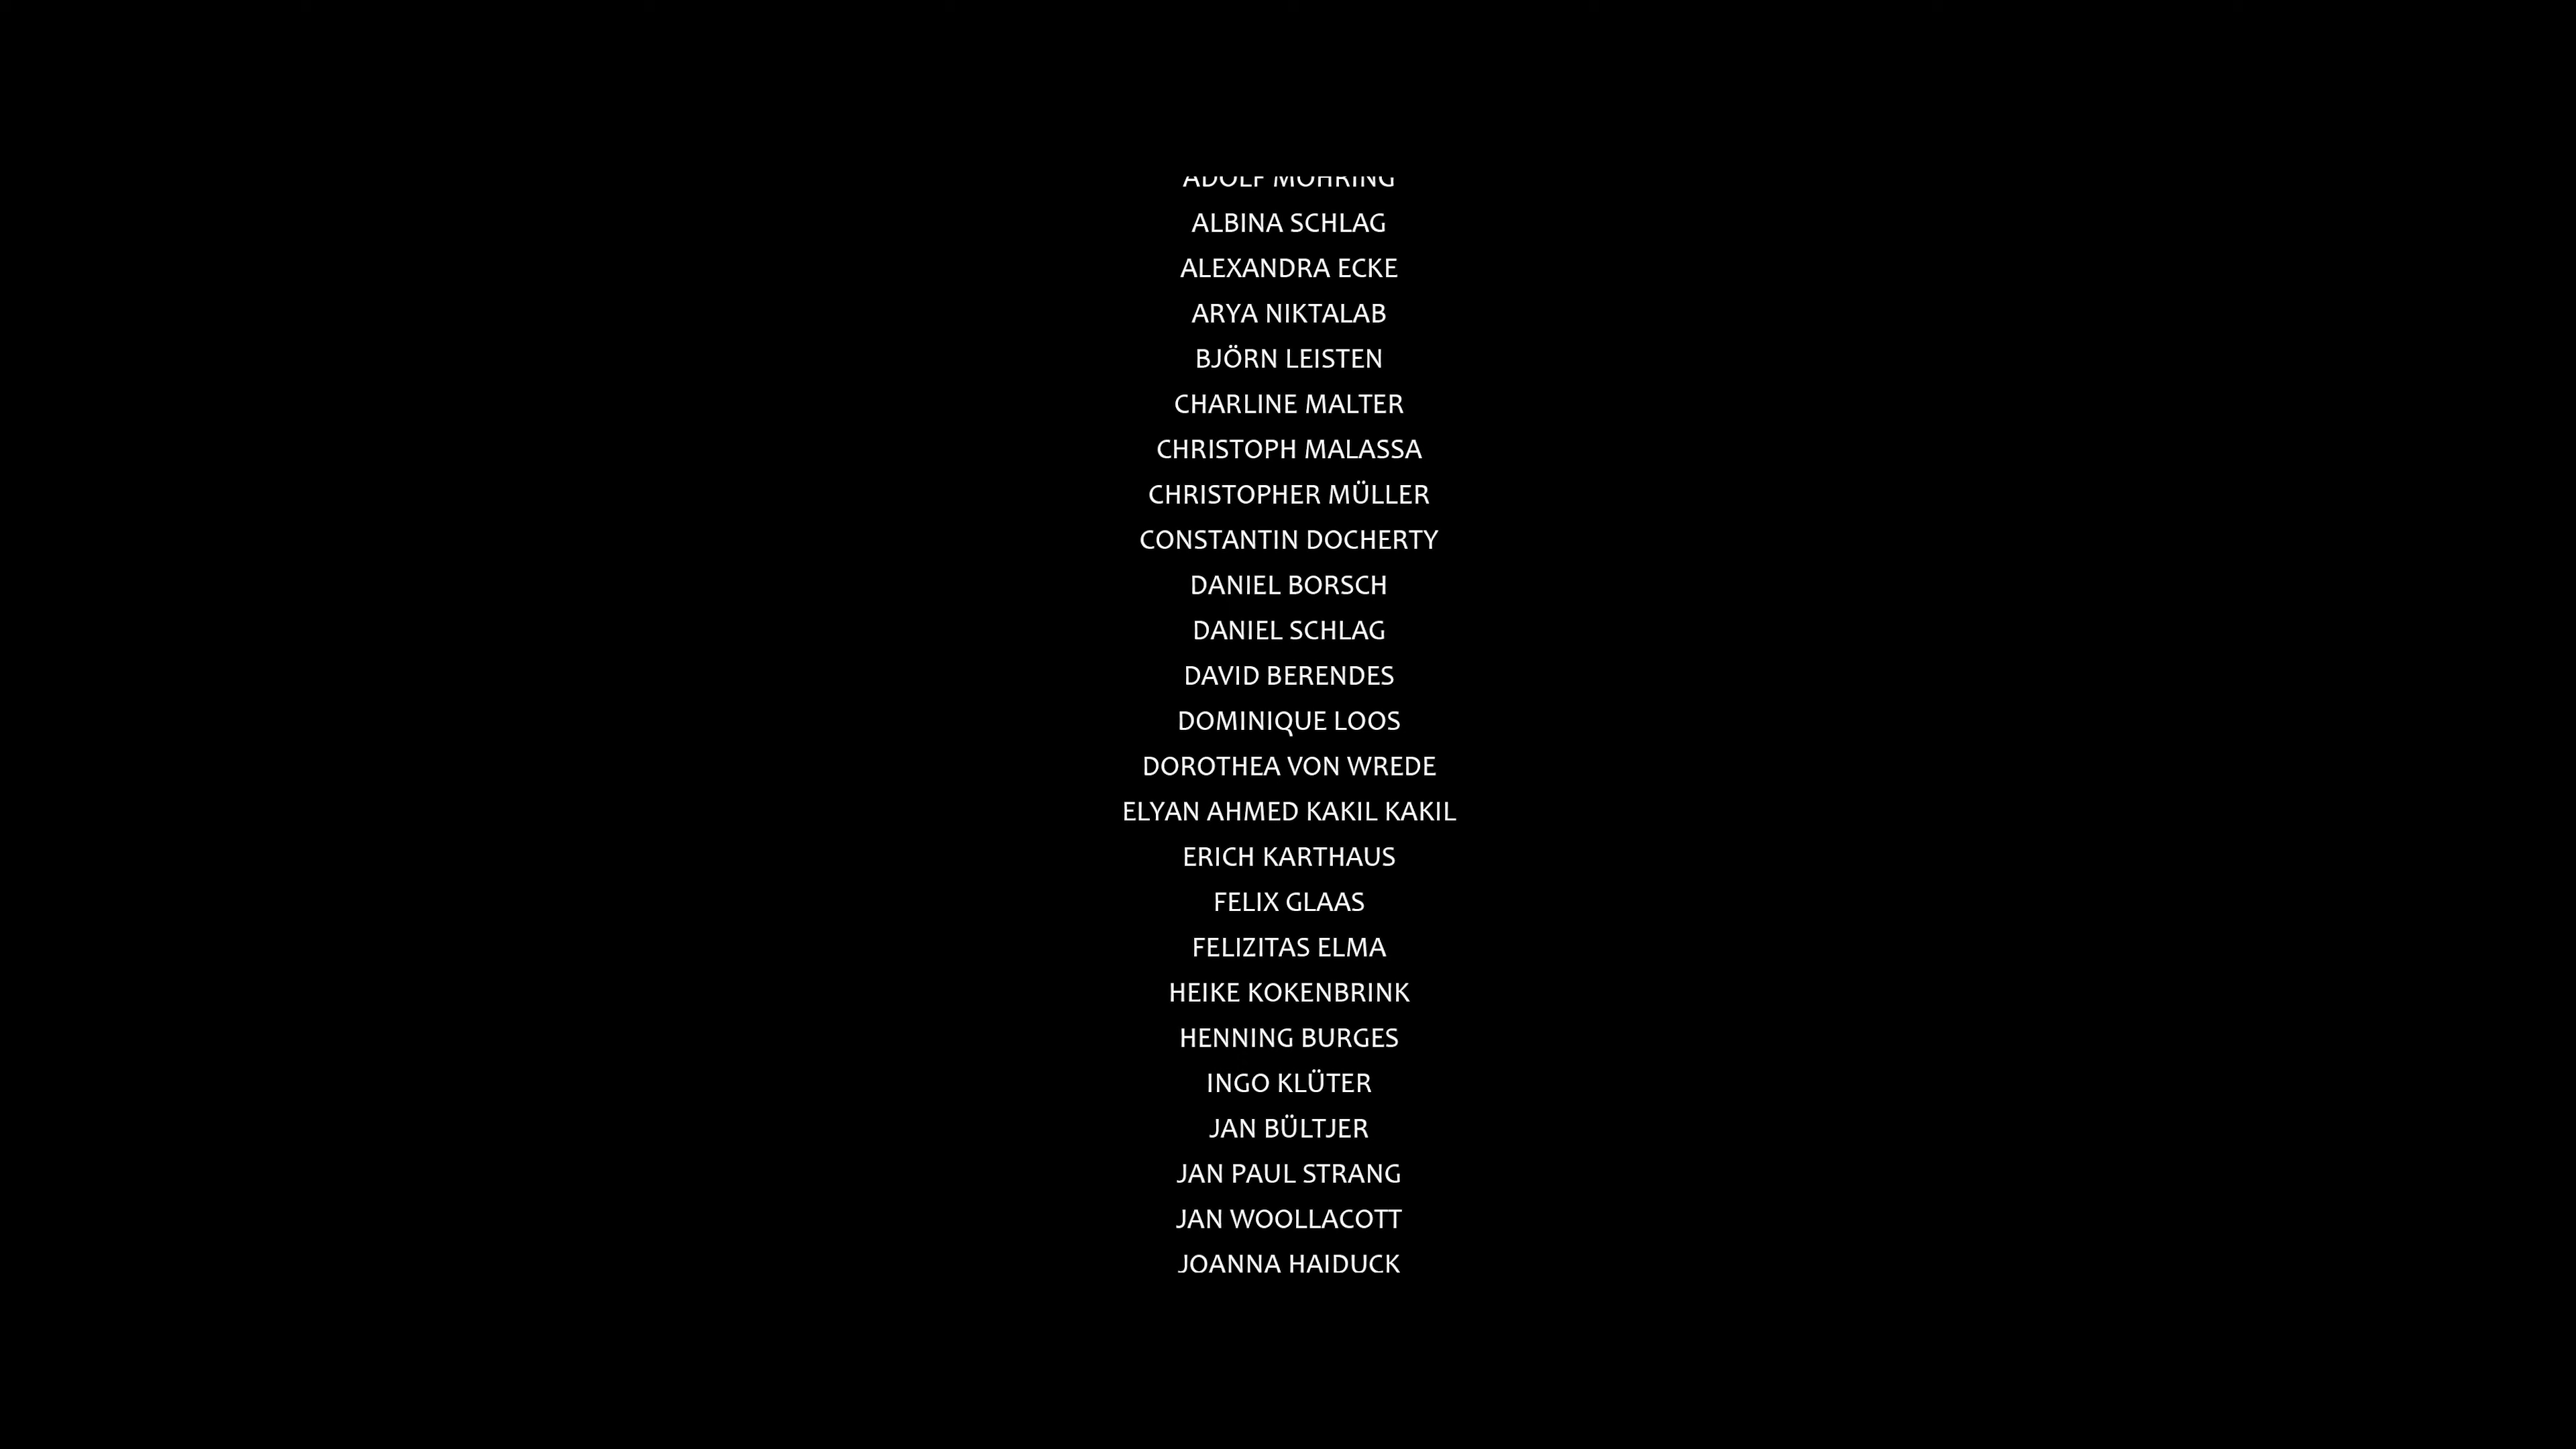 ADOLF MOHRING
ALBINA SCHLAG
ALEXANDRA ECKE
ARYA NIKTALAB
BJÖRN LEISTEN
CHARLINE MALTER
CHRISTOPH MALASSA
CHRISTOPHER MÜLLER
CONSTANTIN DOCHERTY
DANIEL BORSCH
DANIEL SCHLAG
DAVID BERENDES
DOMINIQUE LOOS
DOROTHEA VON WREDE
ELYAN AHMED KAKIL KAKIL
ERICH KARTHAUS
FELIX GLAAS
FELIZITAS ELMA
HEIKE KOKENBRINK
HENNING BURGES
INGO KLÜTER
JAN BÜLTJER
JAN PAUL STRANG
JAN WOOLLACOTT
JOANNA HAIDUCK